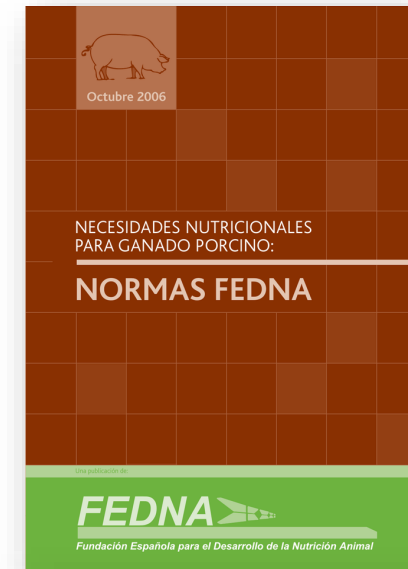 Octubre 2006
NECESIDADES NUTRICIONALES
PARA GANADO PORCINO:
NORMAS FEDNA
Una publicación de:
FEDNA
Fundación Española para el Desarrollo de la Nutrición Animal